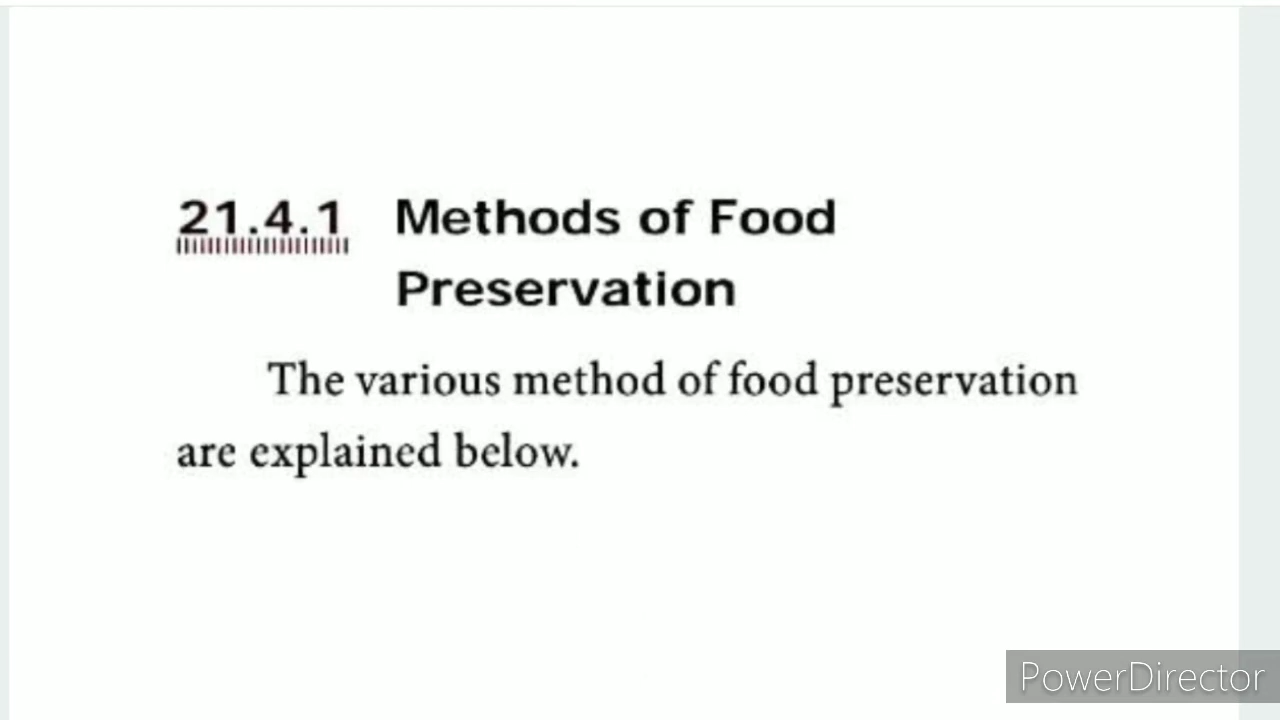 21.4.1 Methods of Food
Preservation
The various method of food preservation
are explained below.
PowerDirector